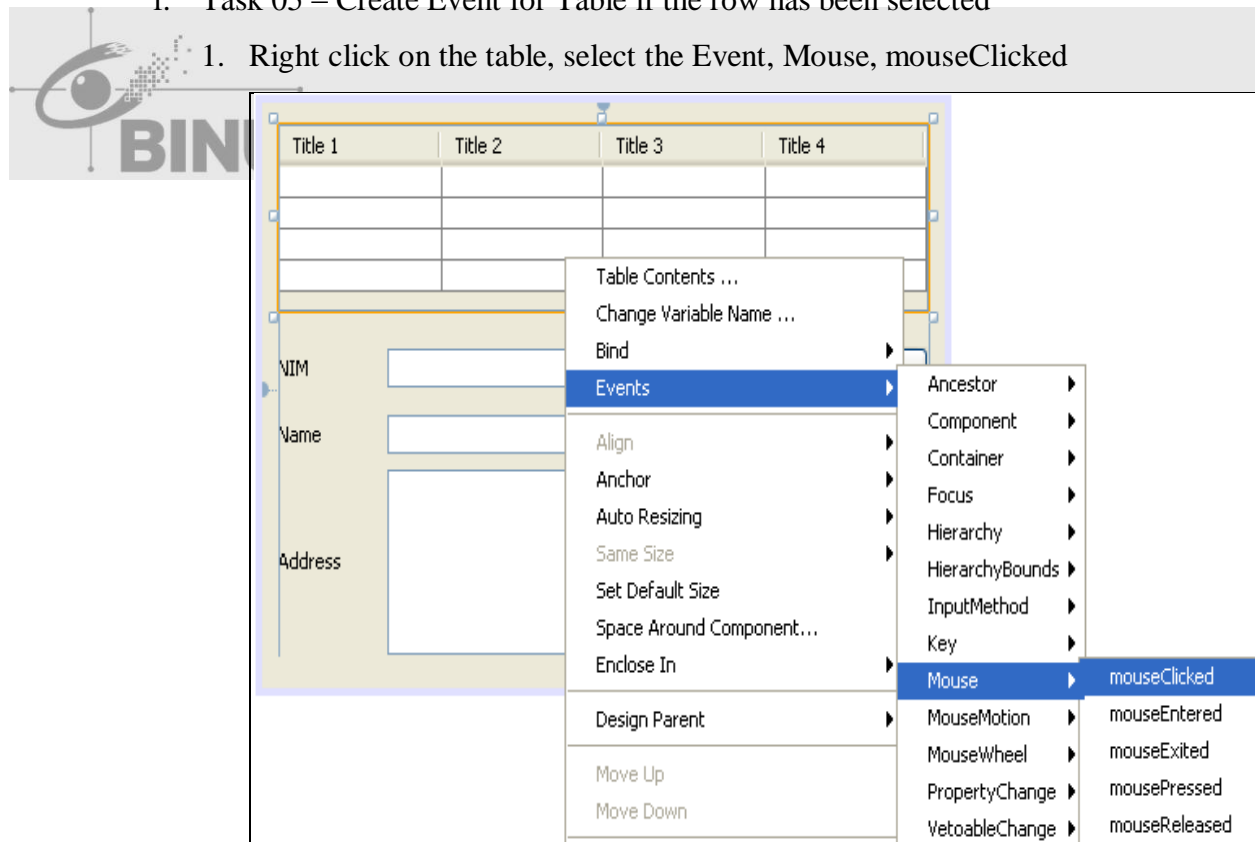 Task 05 – Create Event for Table if the row has been selected
1. Right click on the table, select the Event, Mouse, mouseClicked
BIN
Title 1 Title 2 Title 3 Title 4
Table Contents ...
Change Variable Name ...
Bind
NIM
Events
Ancestor
Component
Name
Align
Container
Anchor
Focus
Auto Resizing
Hierarchy
Address
Same Size
HierarchyBounds
Set Default Size
InputMethod
Space Around Component...
Key
Enclose In
Mouse
mouseClicked
Design Parent
MouseMotion
mouseEntered
MouseWheel
mouseExited
Move Up
PropertyChange
mousePressed
Move Down
VetoableChange
mouseReleased